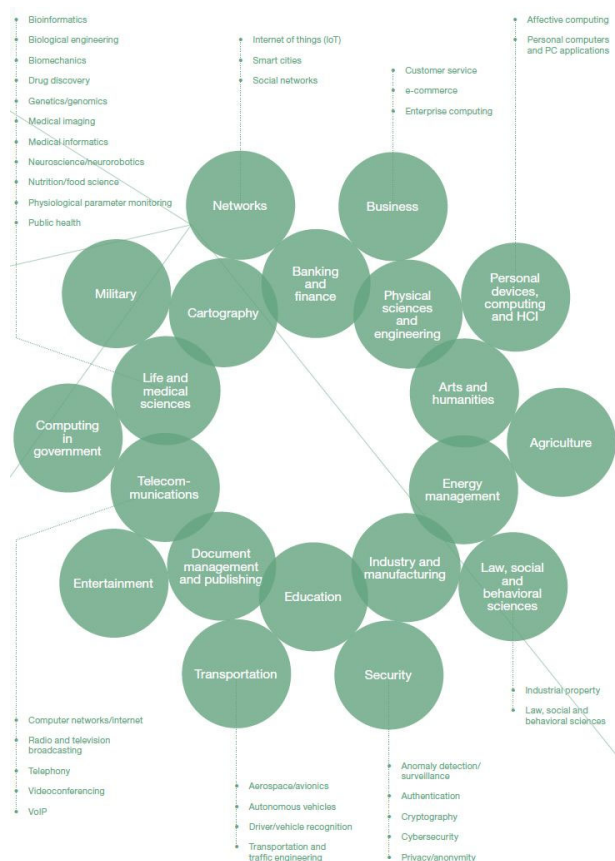 Bioinformatics
Biological engineering
Biomechanics
Drug discovery
Genetics/genomics
Medical imaging
Medical informatics
Neuroscience/neurorobotics
Nutrition/food science
Physiological parameter monitoring
Public health
Internet of things (IoT)
Smart cities
Social networks
Customer service
e-commerce
Enterprise computing
Affective computing
Personal computers
and PC applications
Networks
Business
Military
Cartography
Banking
and
finance
Physical
sciences and
engineering
Personal
devices,
computing
and HCI
Life and
medical
sciences
Arts and
humanities
Computing
in
government
Agriculture
Telecom-
munications
Energy
management
Entertainment
Document
management
and publishing
Education
Industry and
manufacturing
Law, social
and
behavioral
sciences
Transportation
Security
Computer networks/internet
Radio and television
broadcasting
Telephony
Videoconferencing
VoIP
Aerospace/avionics
Autonomous vehicles
Driver/vehicle recognition
Transportation and
traffic engineering
Anomaly detection/
surveillance
Authentication
Cryptography
Cybersecurity
Privacy/anonymity
Industrial property
Law, social and
behavioral sciences